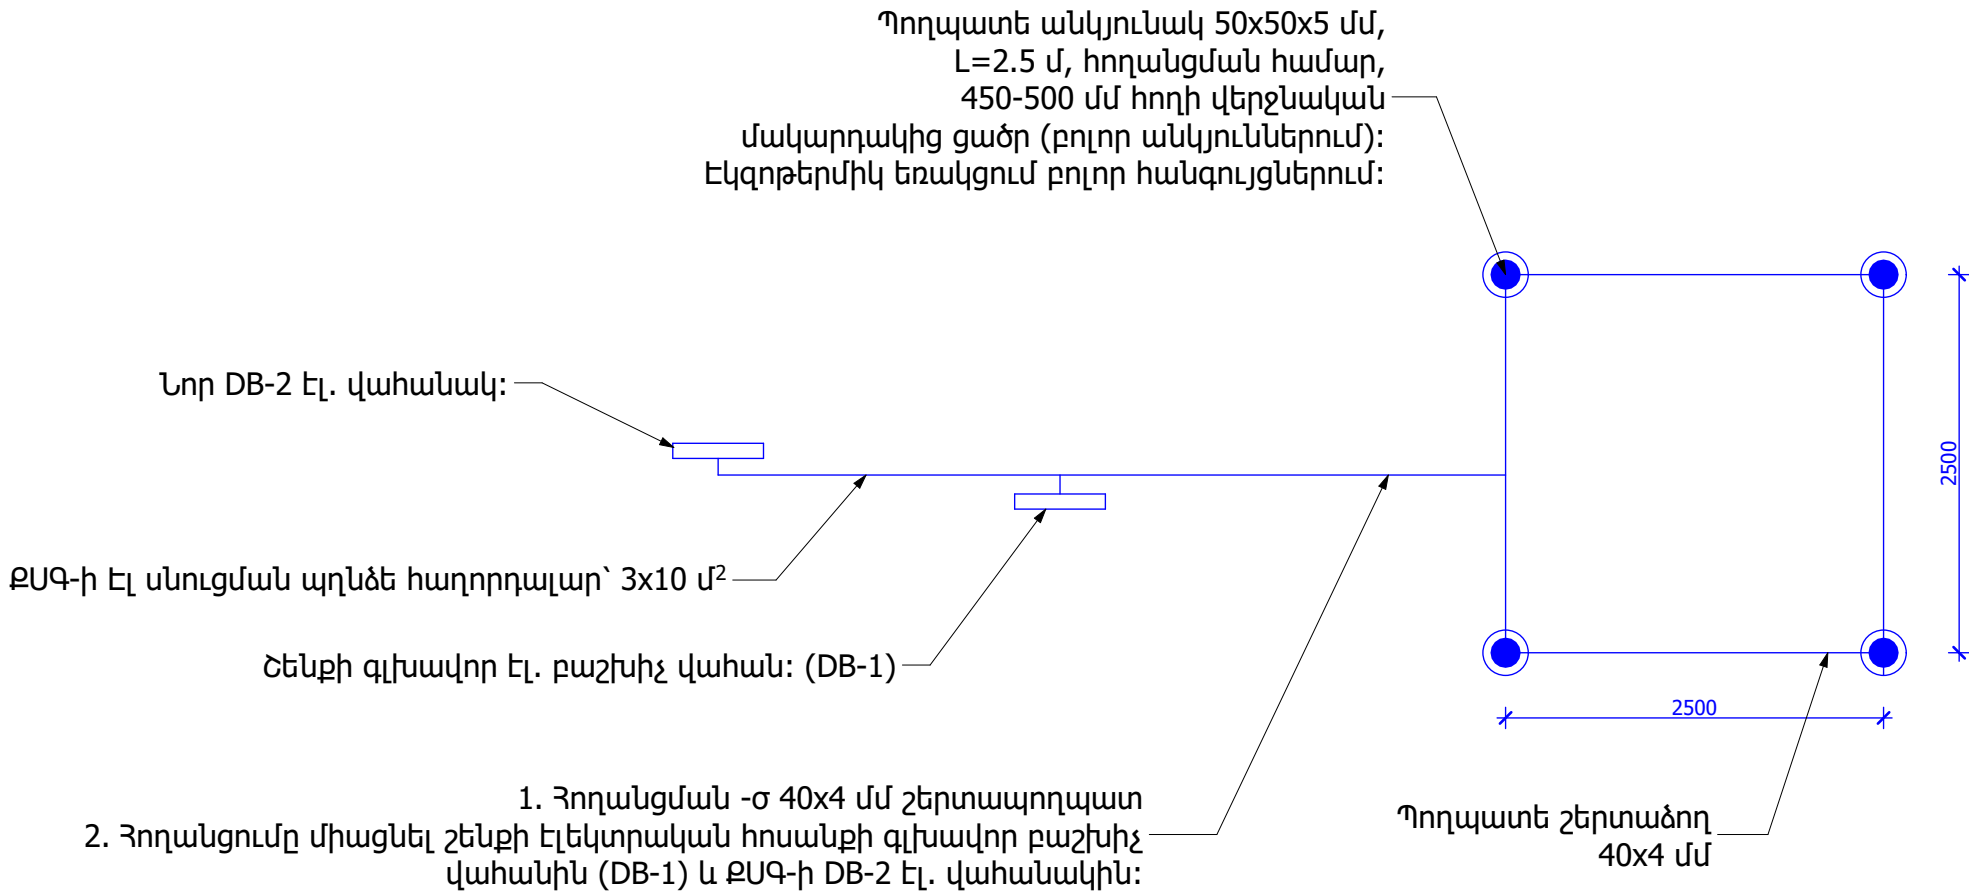 Պողպատե անկյունակ 50x50x5 մմ,
L=2.5 մ, հողանցման համար,
450-500 մմ հողի վերջնական
մակարդակից ցածր (բոլոր անկյուններում):
Էկզոթերմիկ եռակցում բոլոր հանգույցներում:
Նոր DB-2 Էլ. վահանակ:
2500
ՔՍԳ-ի Էլ սնուցման պղնձե հաղորդալար՝ 3x10 մ²
Շենքի գլխավոր Էլ. բաշխիչ վահան: (DB-1)
2500
1. Հողանցման -σ 40x4 մմ շերտապողպատ
2. Հողանցումը միացնել շենքի էլեկտրական հոսանքի գլխավոր բաշխիչ
վահանին (DB-1) և ՔՍԳ-ի DB-2 Էլ. վահանակին:
Պողպատե շերտաձող
40x4 մմ